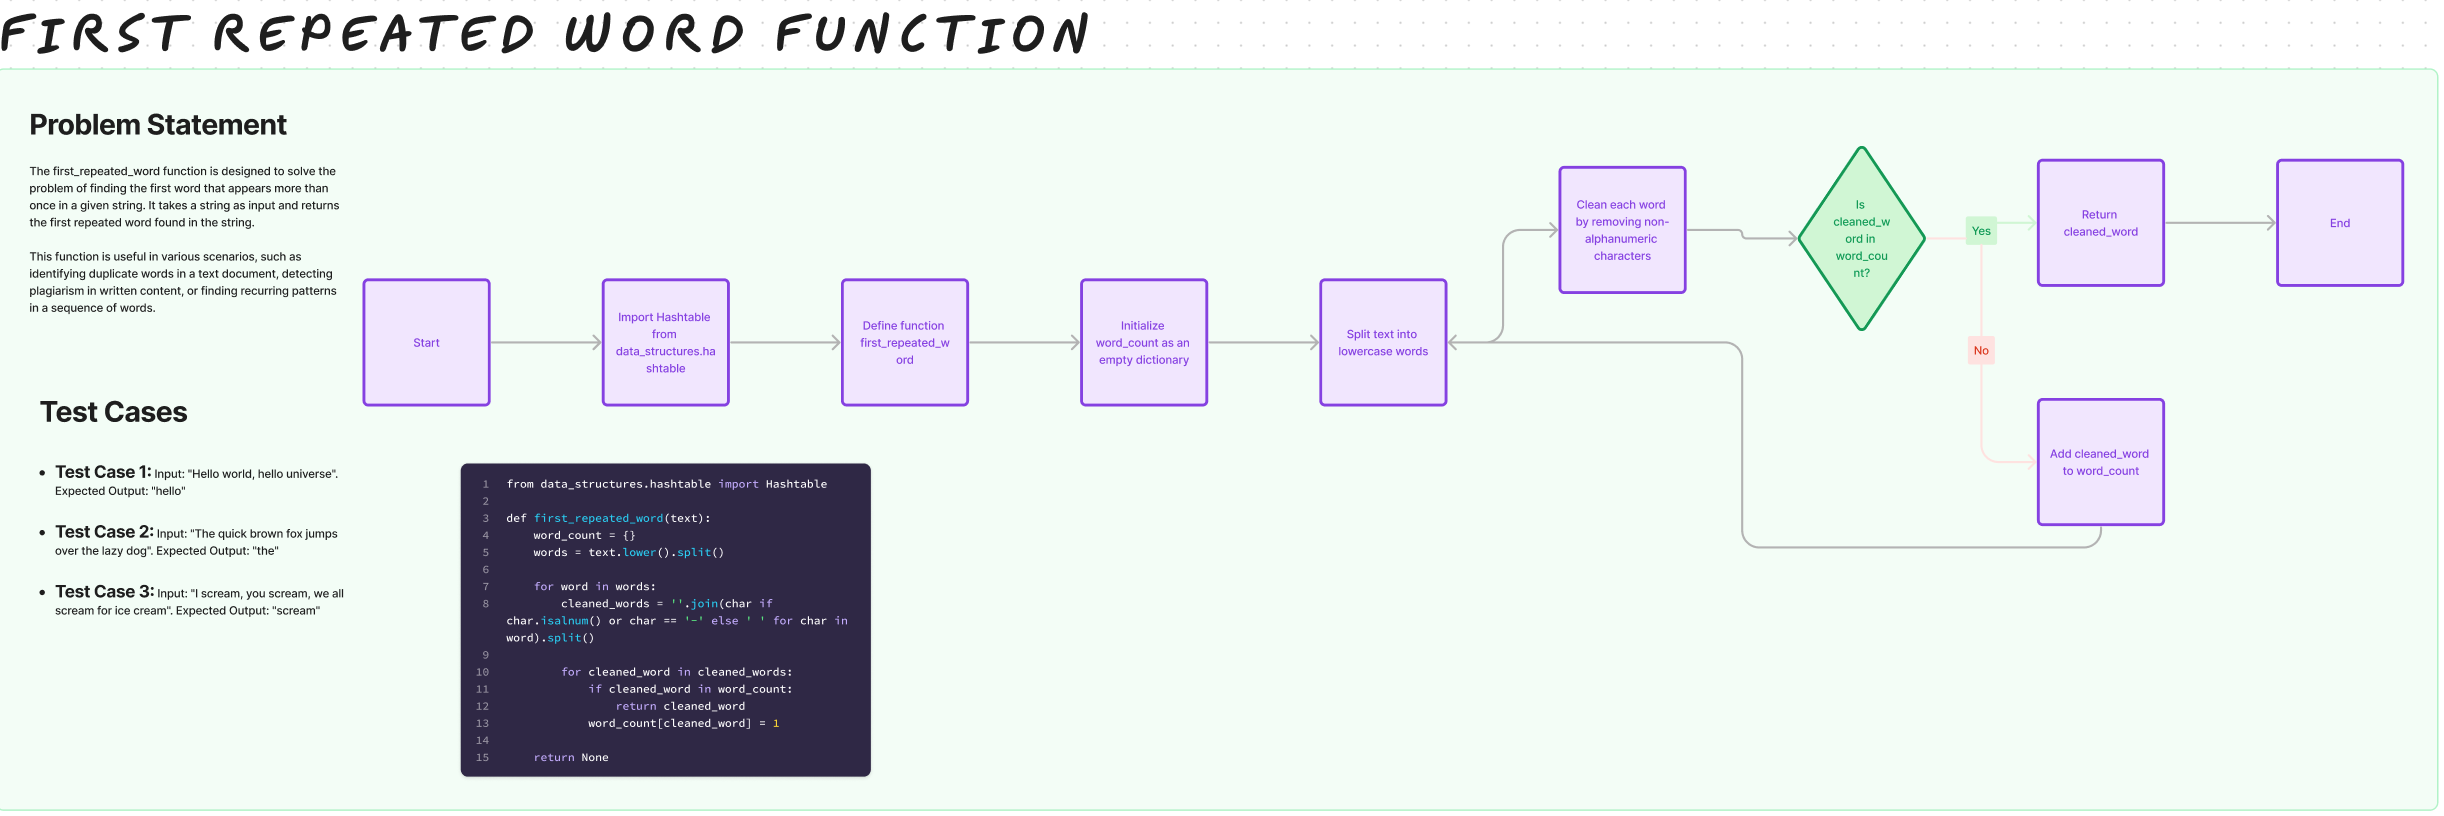 FIRST REPEATED WORD FUNCTION
Problem Statement
The first_repeated_word function is designed to solve the
problem of finding the first word that appears more than
once in a given string. It takes a string as input and returns
the first repeated word found in the string.
This function is useful in various scenarios, such as
identifying duplicate words in a text document, detecting
plagiarism in written content, or finding recurring patterns
in a sequence of words.
Test Cases
• Test Case 1: Input: "Hello world, hello universe".
Expected Output: "hello"
• Test Case 2: Input: "The quick brown fox jumps
over the lazy dog". Expected Output: "the"
• Test Case 3: Input: "I scream, you scream, we all
scream for ice cream". Expected Output: "scream"
Start
Import Hashtable
from
data_structures.ha
shtable
Define function
first_repeated_w
ord
Initialize
word_count as an
empty dictionary
Split text into
lowercase words
Clean each word
by removing non-
alphanumeric
characters
Is
cleaned_w
ord in
word_cou
nt?
Yes
No
Return
cleaned_word
End
Add cleaned_word
to word_count
1 from data_structures.hashtable import Hashtable
2
3 def first_repeated_word(text):
4     word_count = {}
5     words = text.lower().split()
6
7     for word in words:
8         cleaned_words = ''.join(char if
char.isalnum() or char == '-' else ' ' for char in
word).split()
9
10         for cleaned_word in cleaned_words:
11             if cleaned_word in word_count:
12                 return cleaned_word
13             word_count[cleaned_word] = 1
14
15     return None